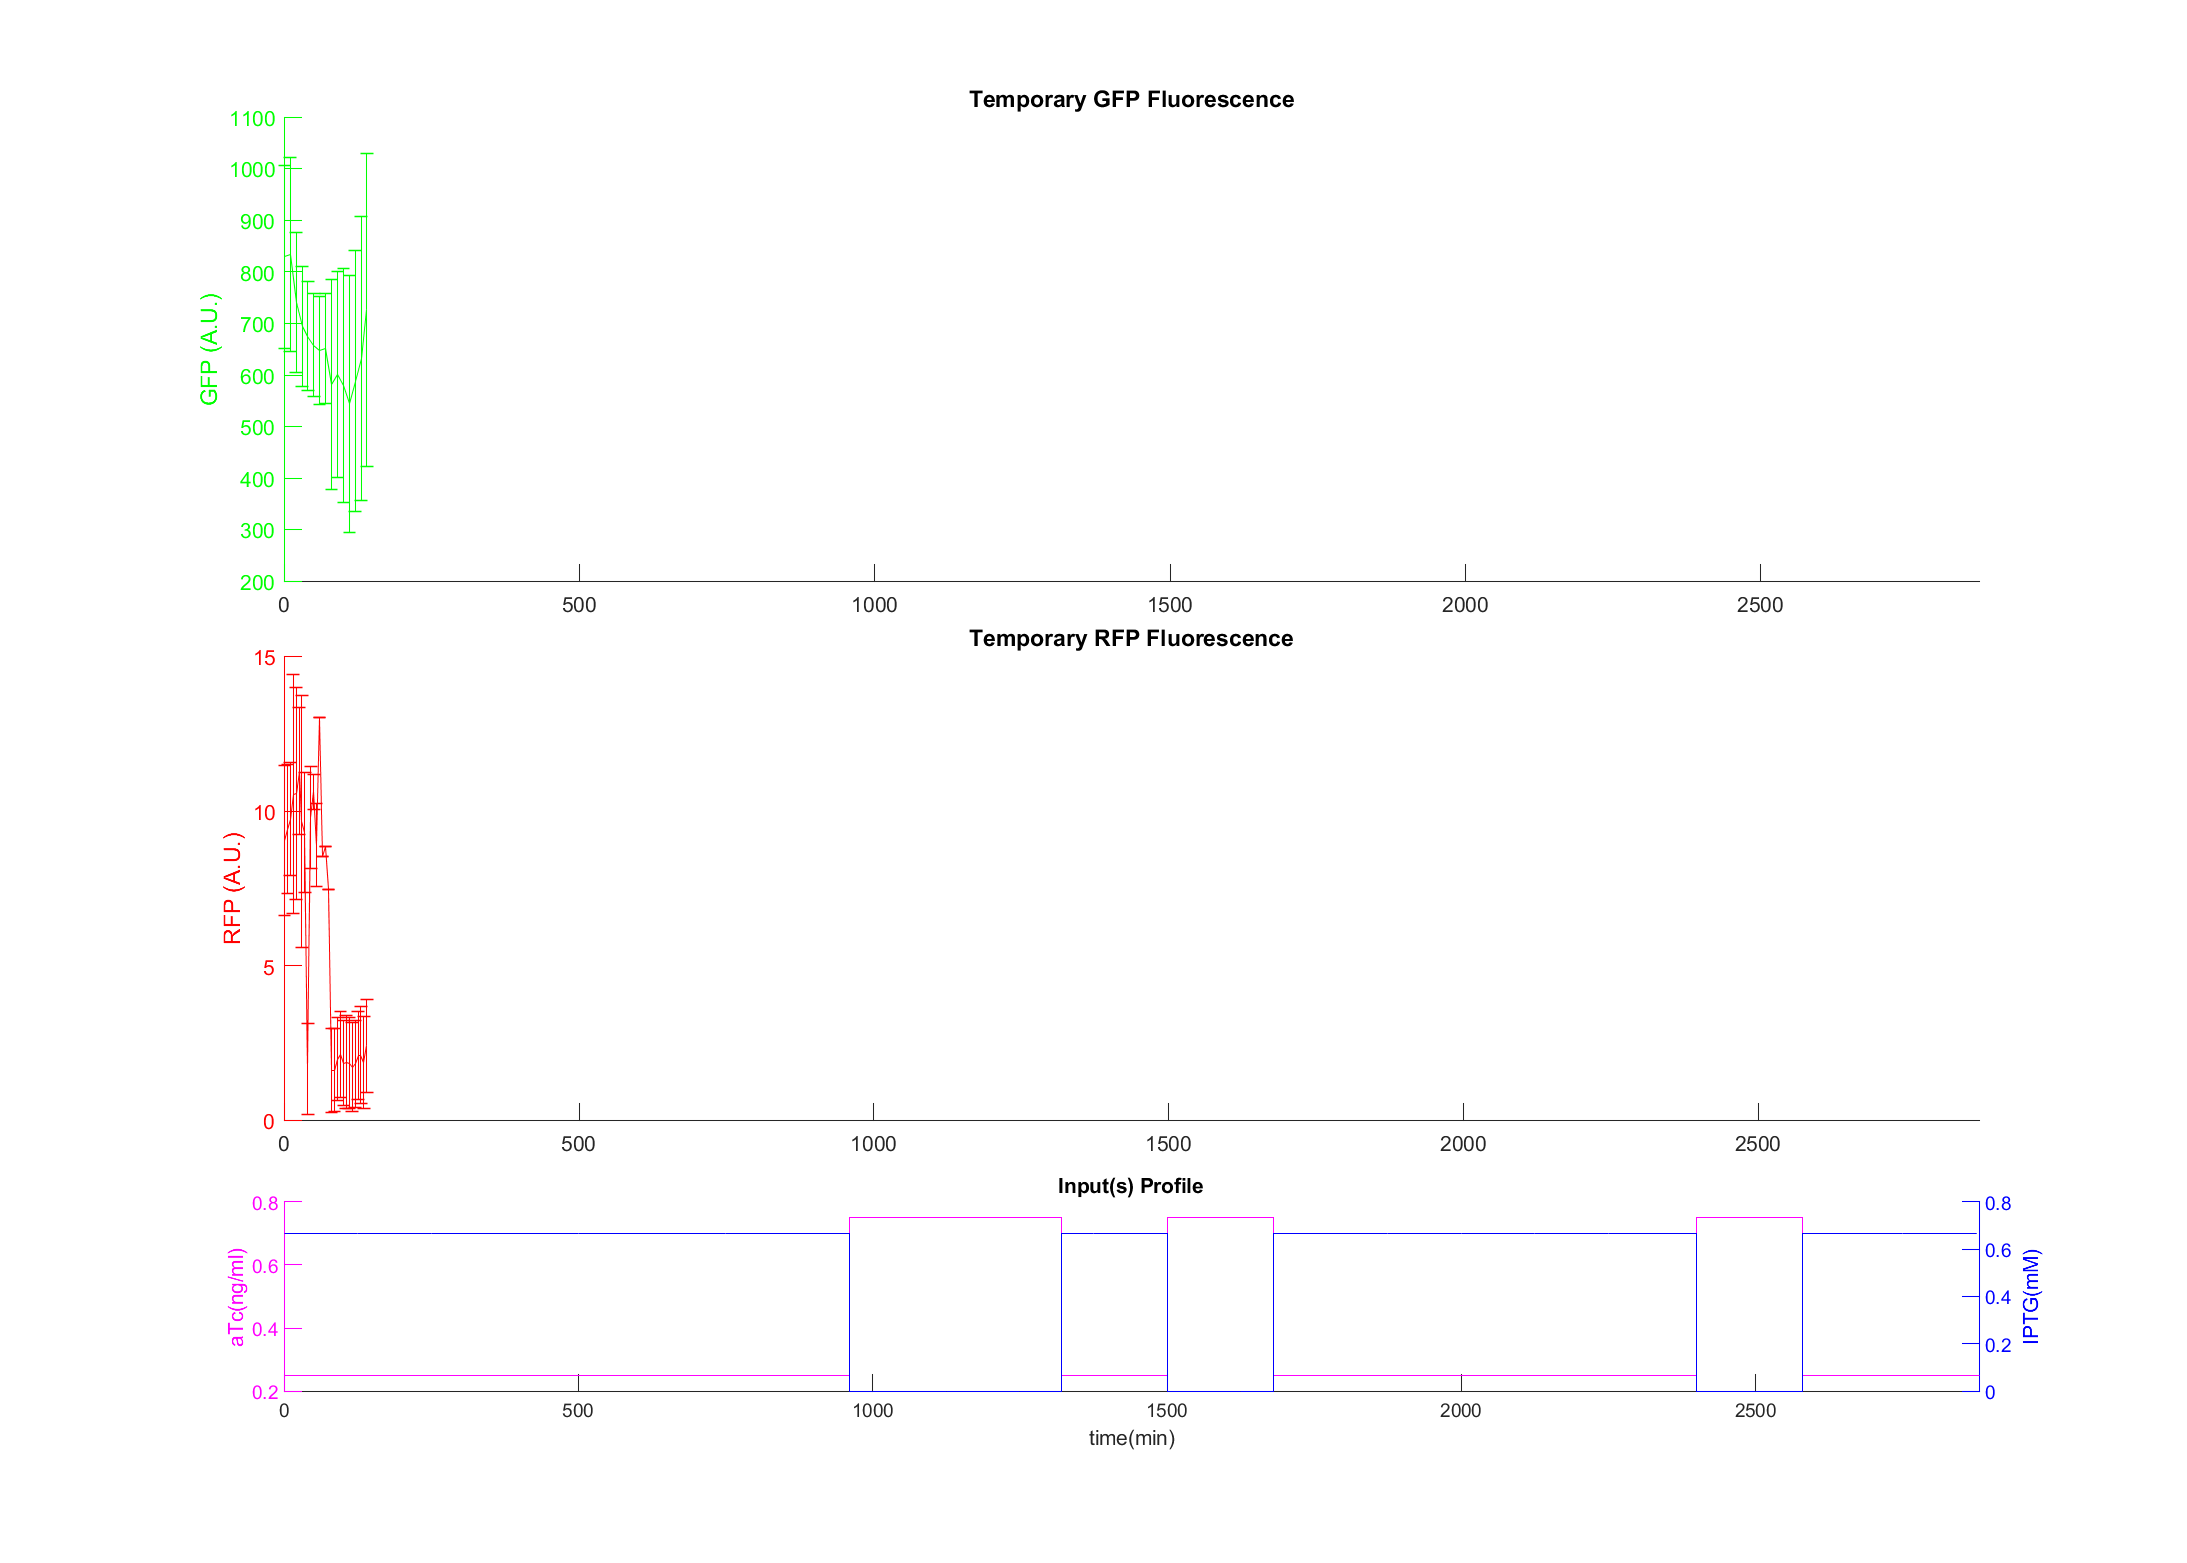 Temporary GFP Fluorescence
1100
1000
900
800
700
600
500
400
300
200
GFP (A.U.)
0 500 1000 1500 2000 2500
Temporary RFP Fluorescence
15
10
5
0
RFP (A.U.)
0 500 1000 1500 2000 2500
Input(s) Profile
0.8
0.6
0.4
0.2
aTc(ng/ml)
0.8
0.6
0.4
0.2
0
IPTG(mM)
0 500 1000 1500 2000 2500
time(min)